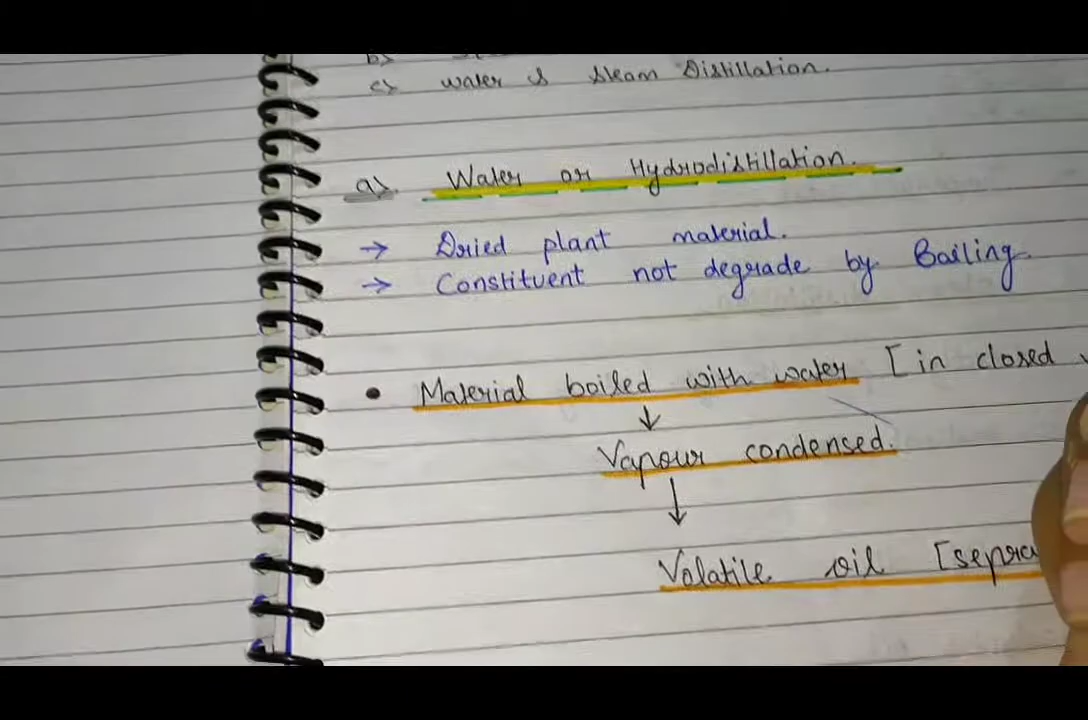 b)
c) water & steam Distillation.
a). Water or Hydrodistillation.
→ Dried plant material.
→ Constituent not degrade by Boiling
• Material boiled with water [in closed
↓
Vapour condensed.
↓
Volatile oil [sepra